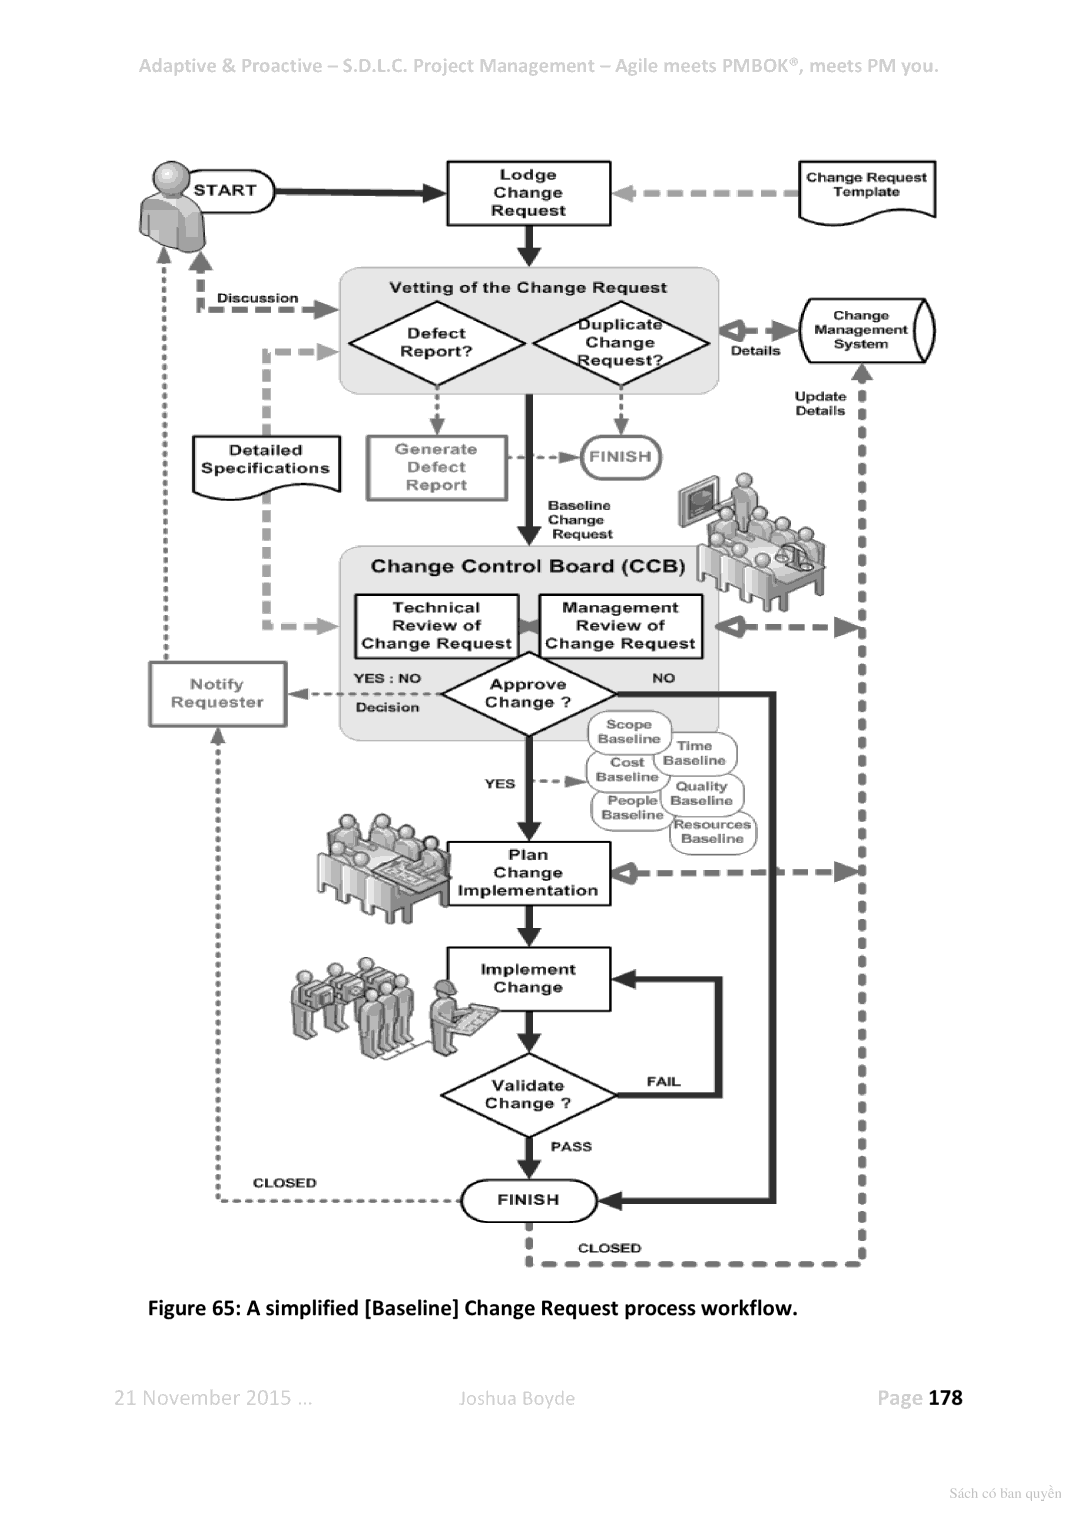 Adaptive & Proactive – S.D.L.C. Project Management – Agile meets PMBOK®, meets PM you.
START
Lodge
Change
Request
Change Request
Template
Discussion
Vetting of the Change Request
Defect
Report?
Duplicate
Change
Request?
Change
Management
System
Details
Update
Details
Detailed
Specifications
Generate
Defect
Report
FINISH
Baseline
Change
Request
Change Control Board (CCB)
Technical
Review of
Change Request
Management
Review of
Change Request
Notify
Requester
YES : NO
Decision
Approve
Change ?
NO
Scope
Baseline
Time
Baseline
Cost
Baseline
Quality
Baseline
People
Baseline
Resources
Baseline
YES
Plan
Change
Implementation
Implement
Change
Validate
Change ?
FAIL
PASS
CLOSED
FINISH
CLOSED
Figure 65: A simplified [Baseline] Change Request process workflow.
21 November 2015 ...
Joshua Boyde
Page 178
Sách có bản quyền